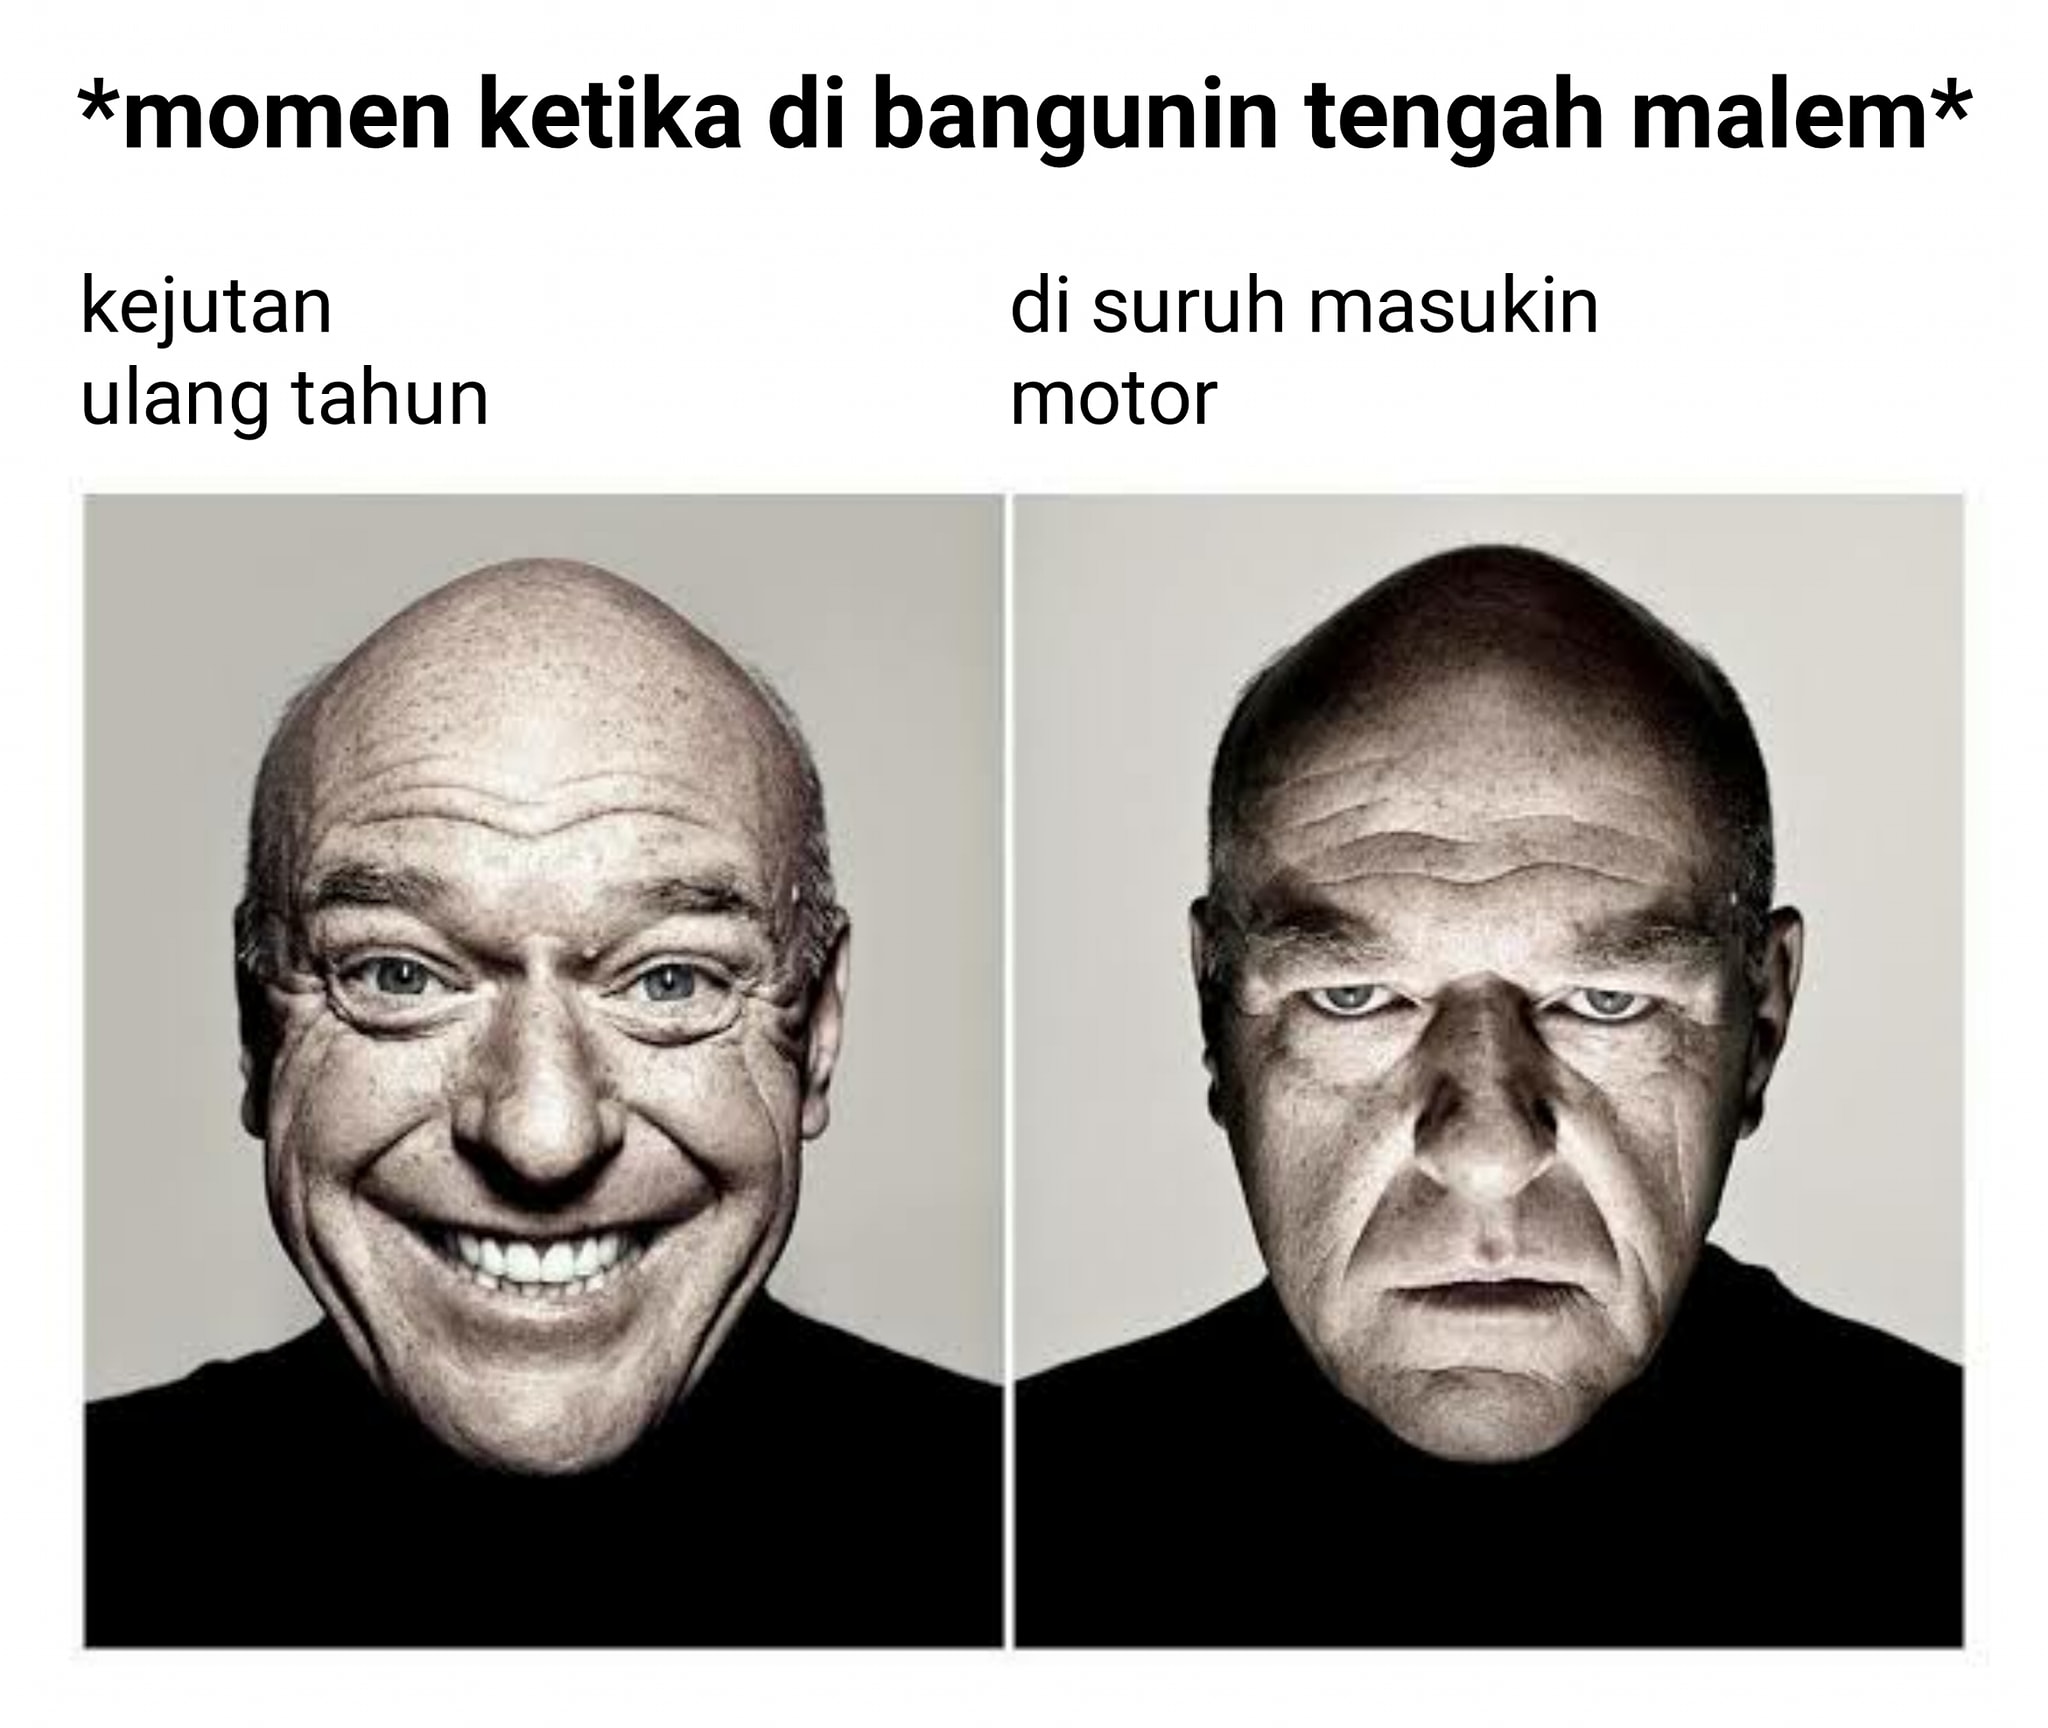 *momen ketika di bangunin tengah malem*
kejutan
ulang tahun
di suruh masukin
motor